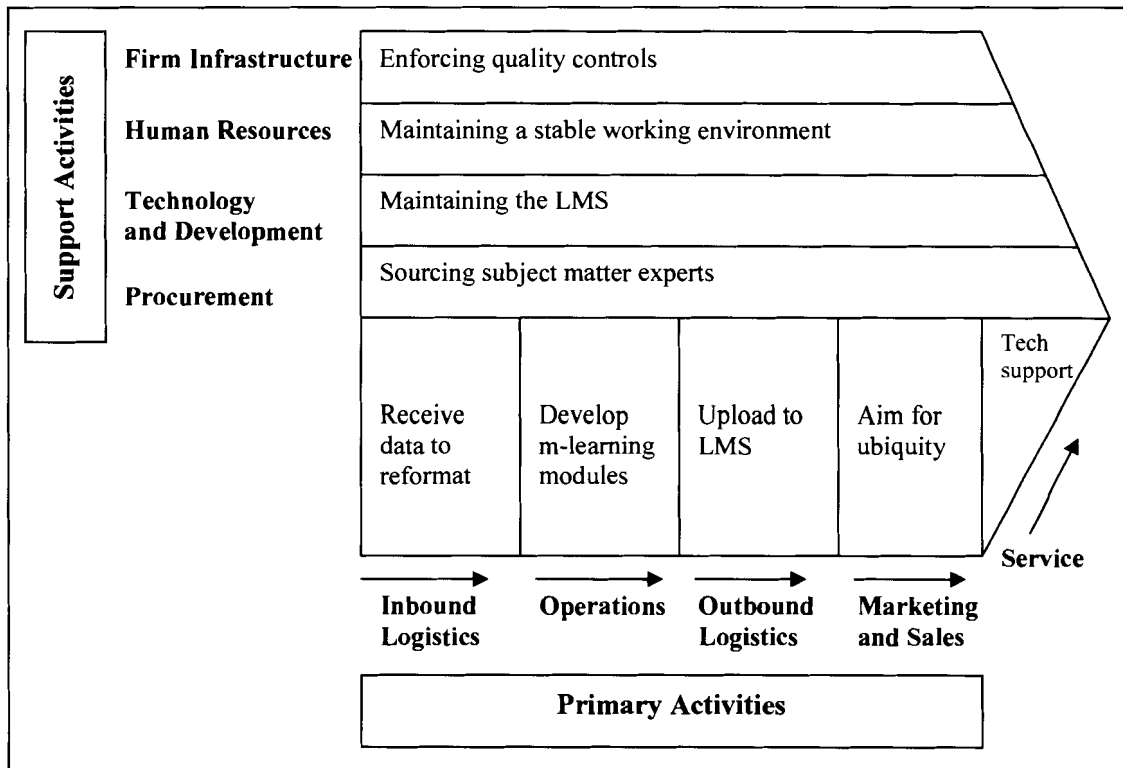 Support Activities
Firm Infrastructure
Enforcing quality controls
Human Resources
Maintaining a stable working environment
Technology
and Development
Maintaining the LMS
Procurement
Sourcing subject matter experts
Receive
data to
reformat
Develop
m-learning
modules
Upload to
LMS
Aim for
ubiquity
Tech
support
Inbound
Logistics
Operations
Outbound
Logistics
Marketing
and Sales
Service
Primary Activities